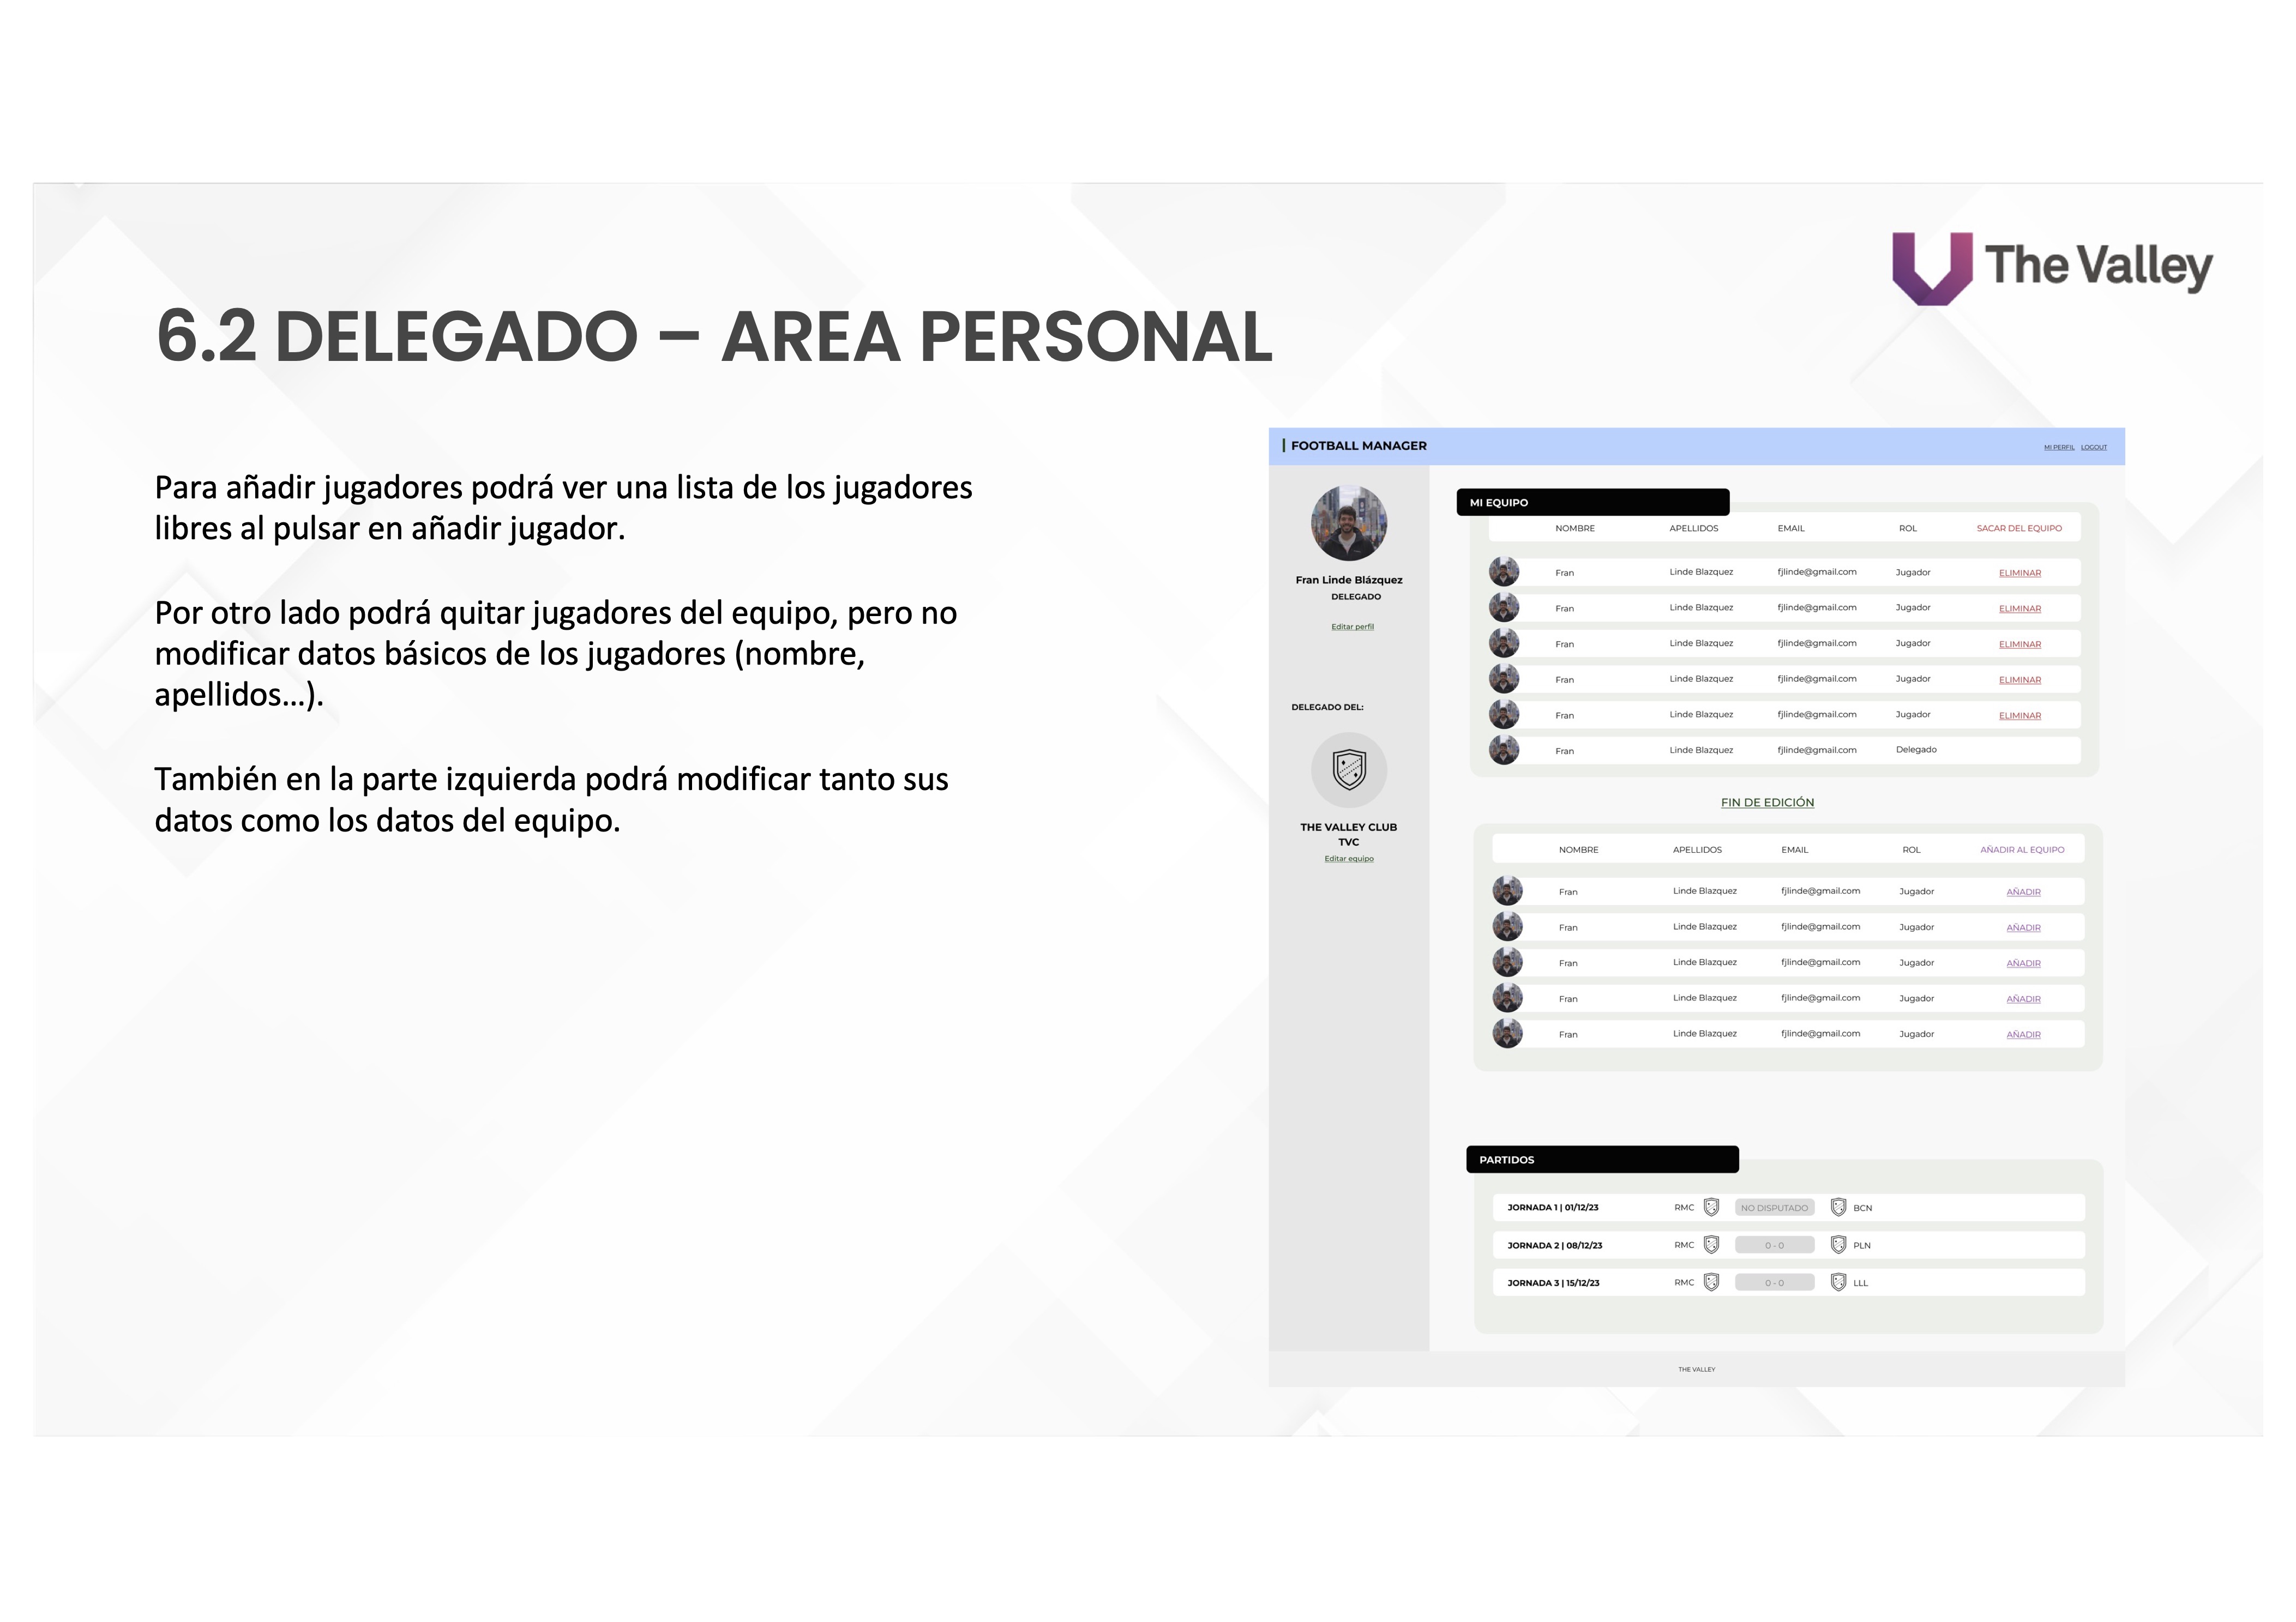 The Valley
6.2 DELEGADO – AREA PERSONAL
Para añadir jugadores podrá ver una lista de los jugadores
libres al pulsar en añadir jugador.
Por otro lado podrá quitar jugadores del equipo, pero no
modificar datos básicos de los jugadores (nombre,
apellidos...).
También en la parte izquierda podrá modificar tanto sus
datos como los datos del equipo.
FOOTBALL MANAGER MI PERFIL LOGOUT
Fran Linde Blázquez
DELEGADO
Editar perfil
DELEGADO DEL:
THE VALLEY CLUB
TVC
Editar equipo
MI EQUIPO
NOMBRE APELLIDOS EMAIL ROL SACAR DEL EQUIPO
Fran Linde Blazquez fjlinde@gmail.com Jugador ELIMINAR
Fran Linde Blazquez fjlinde@gmail.com Jugador ELIMINAR
Fran Linde Blazquez fjlinde@gmail.com Jugador ELIMINAR
Fran Linde Blazquez fjlinde@gmail.com Jugador ELIMINAR
Fran Linde Blazquez fjlinde@gmail.com Jugador ELIMINAR
Fran Linde Blazquez fjlinde@gmail.com Delegado
FIN DE EDICIÓN
NOMBRE APELLIDOS EMAIL ROL AÑADIR AL EQUIPO
Fran Linde Blazquez fjlinde@gmail.com Jugador AÑADIR
Fran Linde Blazquez fjlinde@gmail.com Jugador AÑADIR
Fran Linde Blazquez fjlinde@gmail.com Jugador AÑADIR
Fran Linde Blazquez fjlinde@gmail.com Jugador AÑADIR
Fran Linde Blazquez fjlinde@gmail.com Jugador AÑADIR
PARTIDOS
JORNADA 1 | 01/12/23 RMC NO DISPUTADO BCN
JORNADA 2 | 08/12/23 RMC 0 - 0 PLN
JORNADA 3 | 15/12/23 RMC 0 - 0 LLL
THE VALLEY